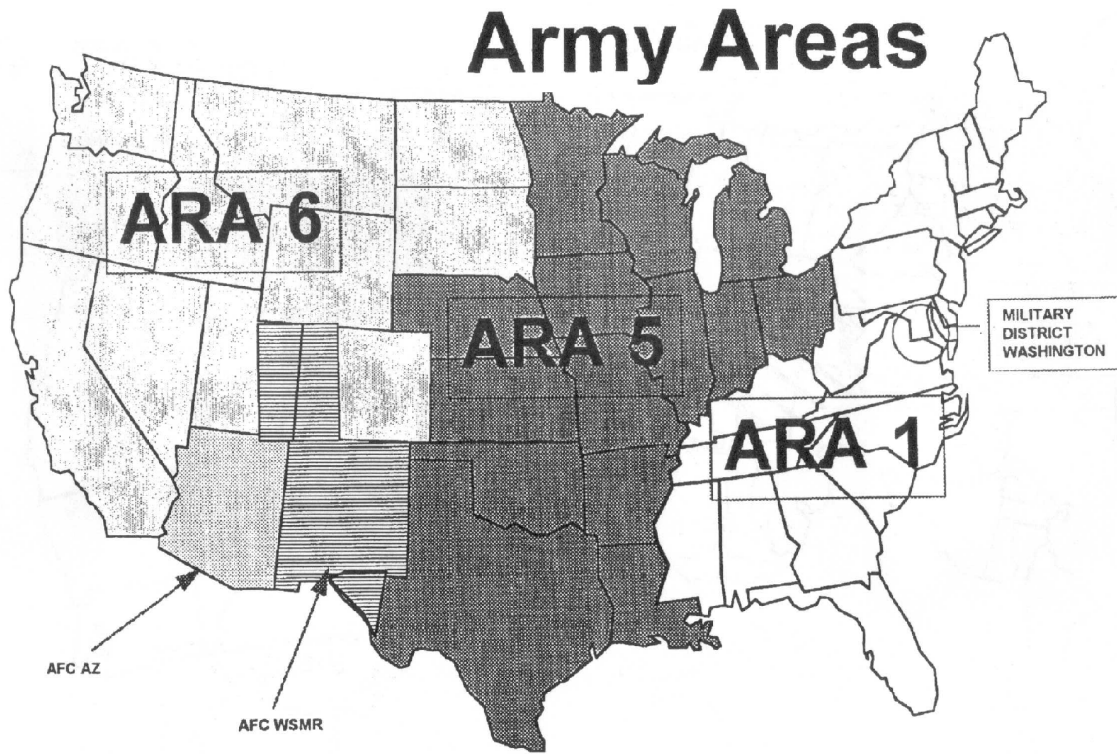 Army Areas
ARA 6
ARA 5
MILITARY
DISTRICT
WASHINGTON
ARA 1
AFC AZ
AFC WSMR